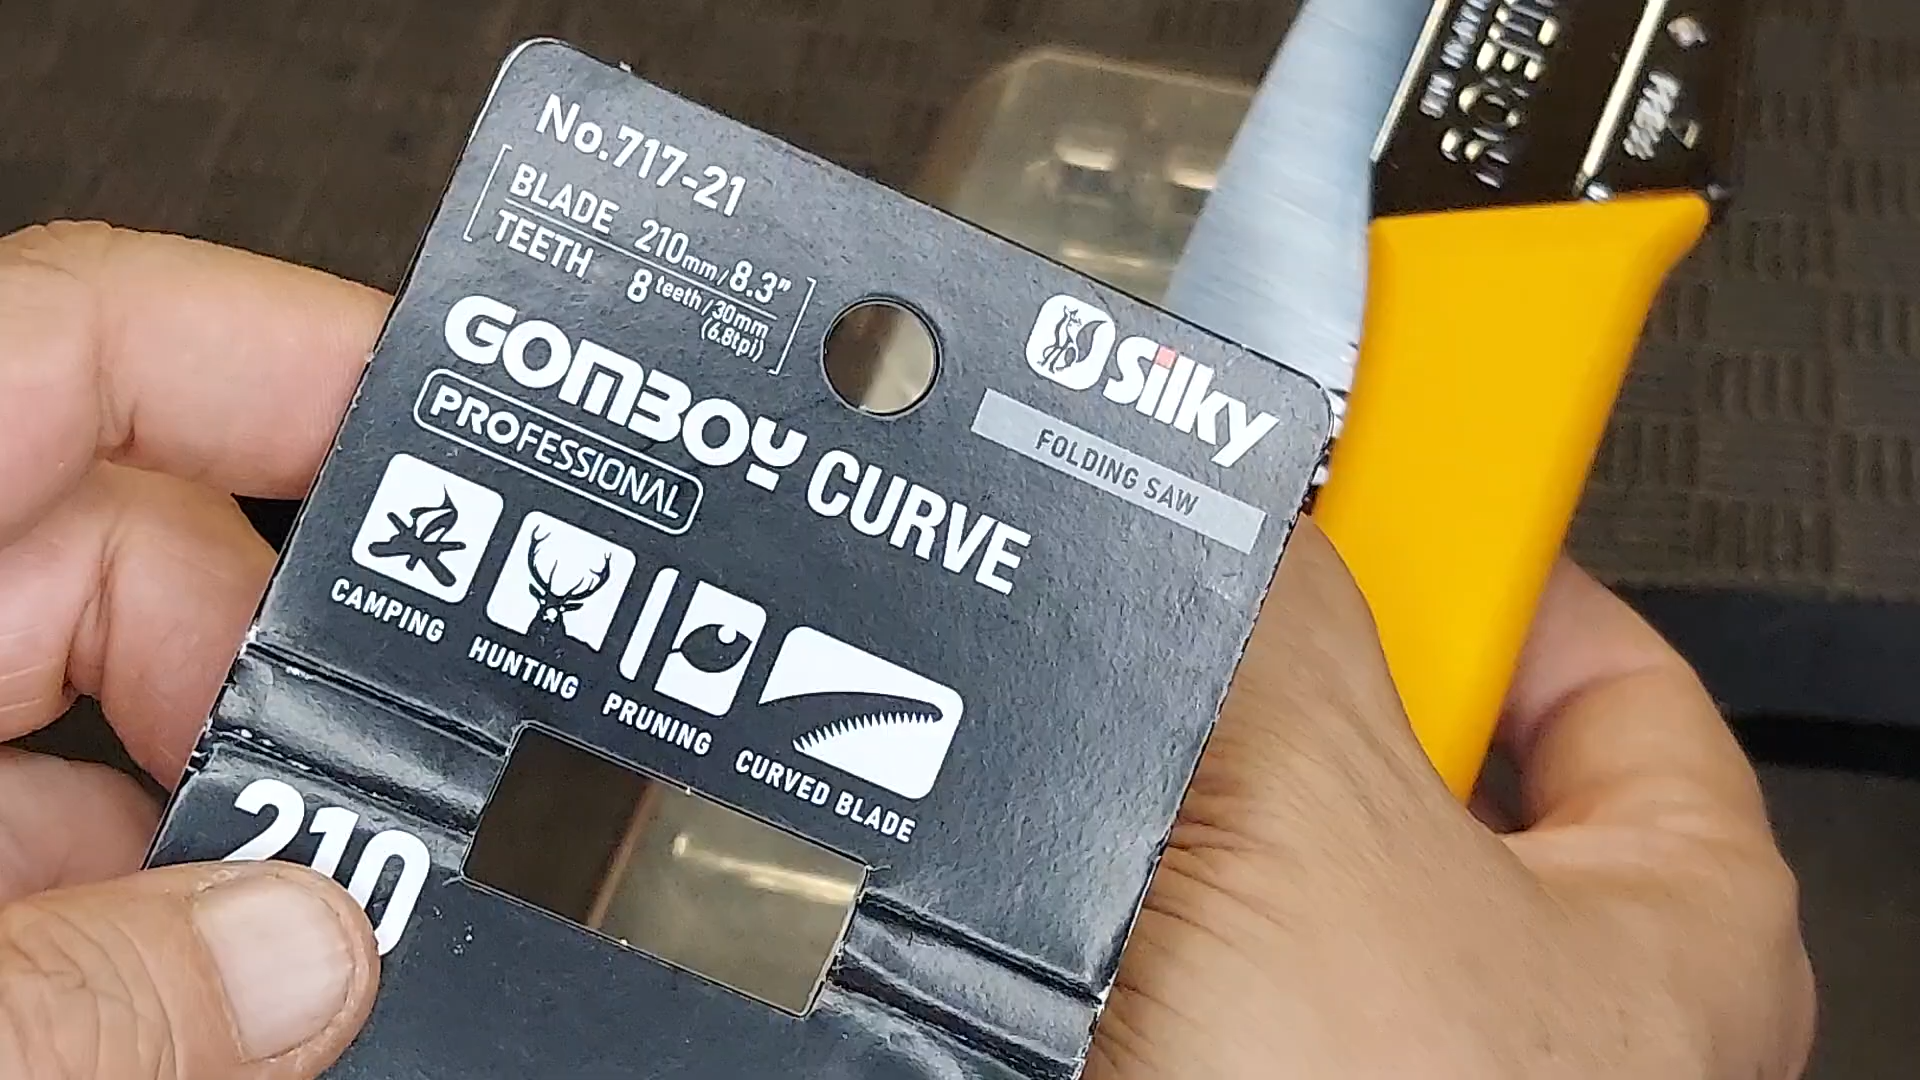 No.717-21
BLADE 210mm/8.3"
TEETH 8 teeth/30mm
(6.8tpi)
Silky
FOLDING SAW
GOMBOY CURVE
PROFESSIONAL
CAMPING
HUNTING
PRUNING
CURVED BLADE
210
PRESS